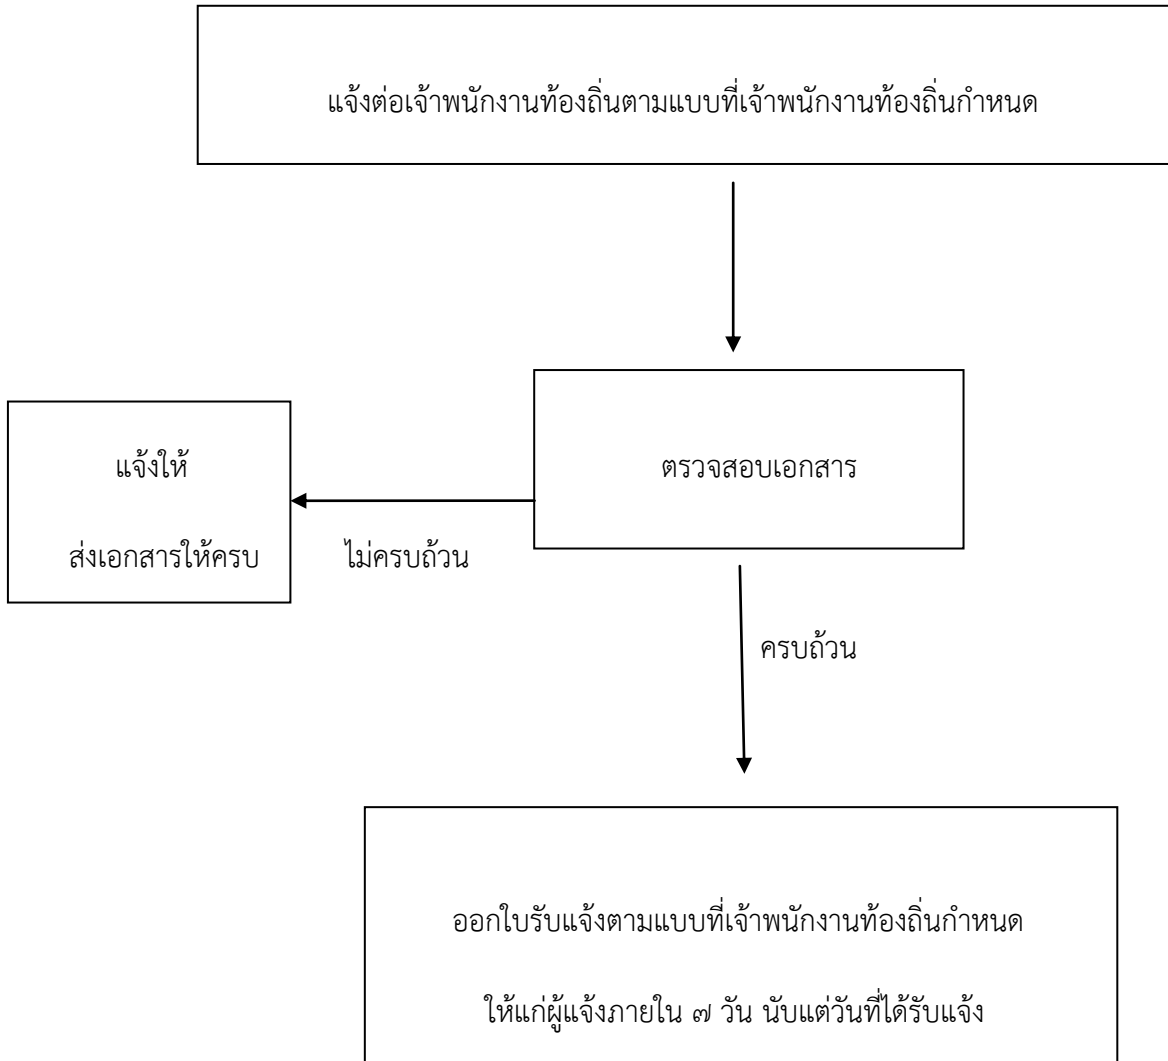 แจ้งต่อเจ้าพนักงานท้องถิ่นตามแบบที่เจ้าพนักงานท้องถิ่นกำหนด
ตรวจสอบเอกสาร
แจ้งให้
ส่งเอกสารให้ครบ
ไม่ครบถ้วน
ครบถ้วน
ออกใบรับแจ้งตามแบบที่เจ้าพนักงานท้องถิ่นกำหนด
ให้แก่ผู้แจ้งภายใน ๗ วัน นับแต่วันที่ได้รับแจ้ง